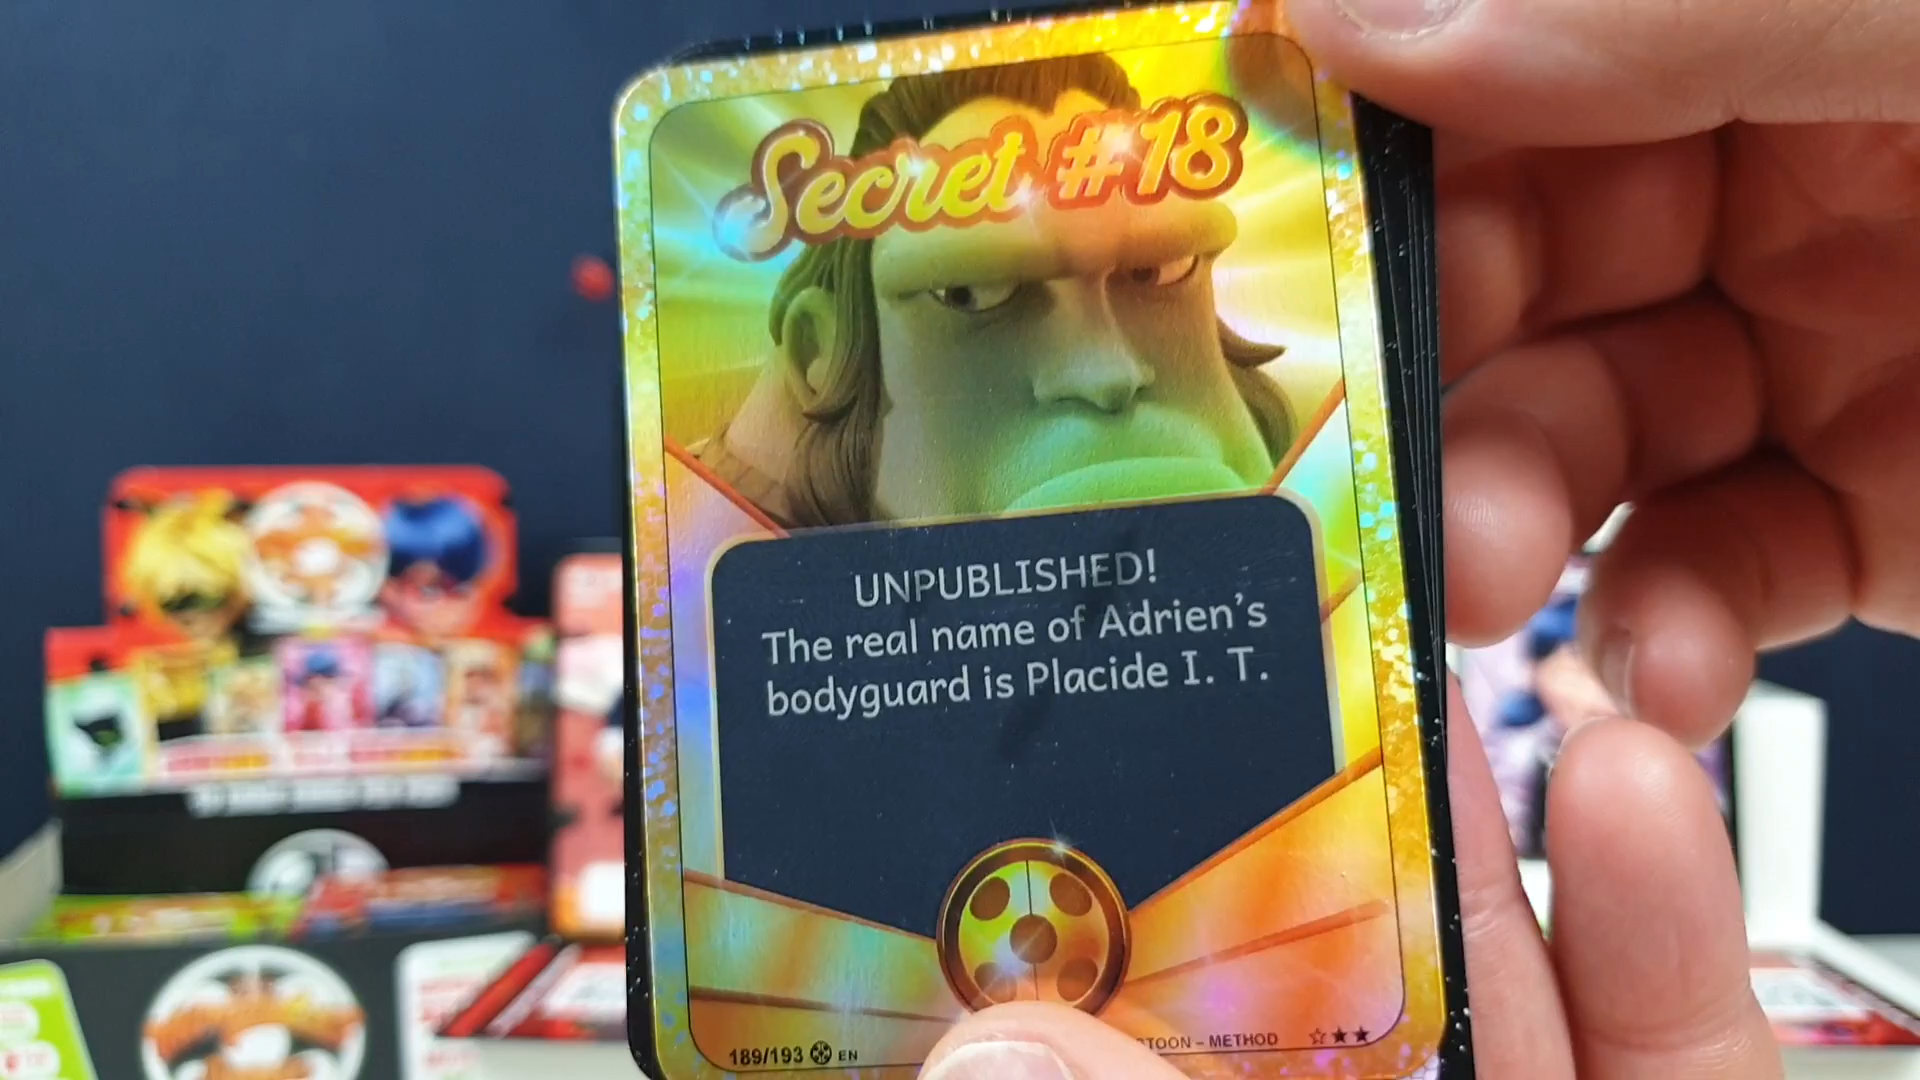 Secret #18
UNPUBLISHED!
The real name of Adrien's
bodyguard is Placide I. T.
189/193 EN
TOON - METHOD